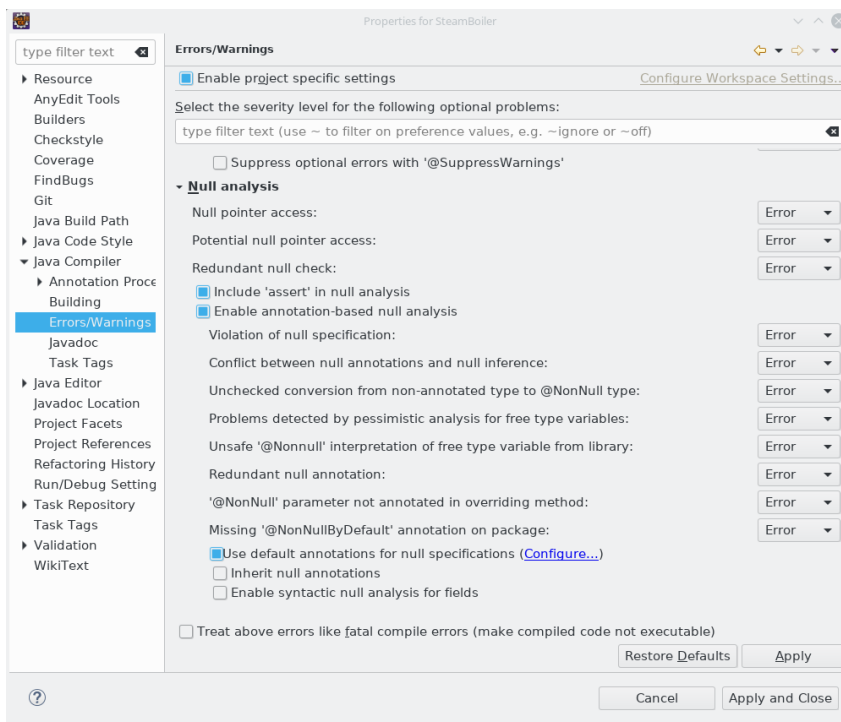 Properties for SteamBoiler
type filter text
Resource
AnyEdit Tools
Builders
Checkstyle
Coverage
FindBugs
Git
Java Build Path
Java Code Style
Java Compiler
Annotation Proce
Building
Errors/Warnings
Javadoc
Task Tags
Java Editor
Javadoc Location
Project Facets
Project References
Refactoring History
Run/Debug Setting
Task Repository
Task Tags
Validation
WikiText
Errors/Warnings
Enable project specific settings Configure Workspace Settings..
Select the severity level for the following optional problems:
type filter text (use ~ to filter on preference values, e.g. ~ignore or ~off)
Suppress optional errors with '@SuppressWarnings'
Null analysis
Null pointer access: Error
Potential null pointer access: Error
Redundant null check: Error
Include 'assert' in null analysis
Enable annotation-based null analysis
Violation of null specification: Error
Conflict between null annotations and null inference: Error
Unchecked conversion from non-annotated type to @NonNull type: Error
Problems detected by pessimistic analysis for free type variables: Error
Unsafe '@Nonnull' interpretation of free type variable from library: Error
Redundant null annotation: Error
'@NonNull' parameter not annotated in overriding method: Error
Missing '@NonNullByDefault' annotation on package: Error
Use default annotations for null specifications (Configure...)
Inherit null annotations
Enable syntactic null analysis for fields
Treat above errors like fatal compile errors (make compiled code not executable)
Restore Defaults Apply
? Cancel Apply and Close